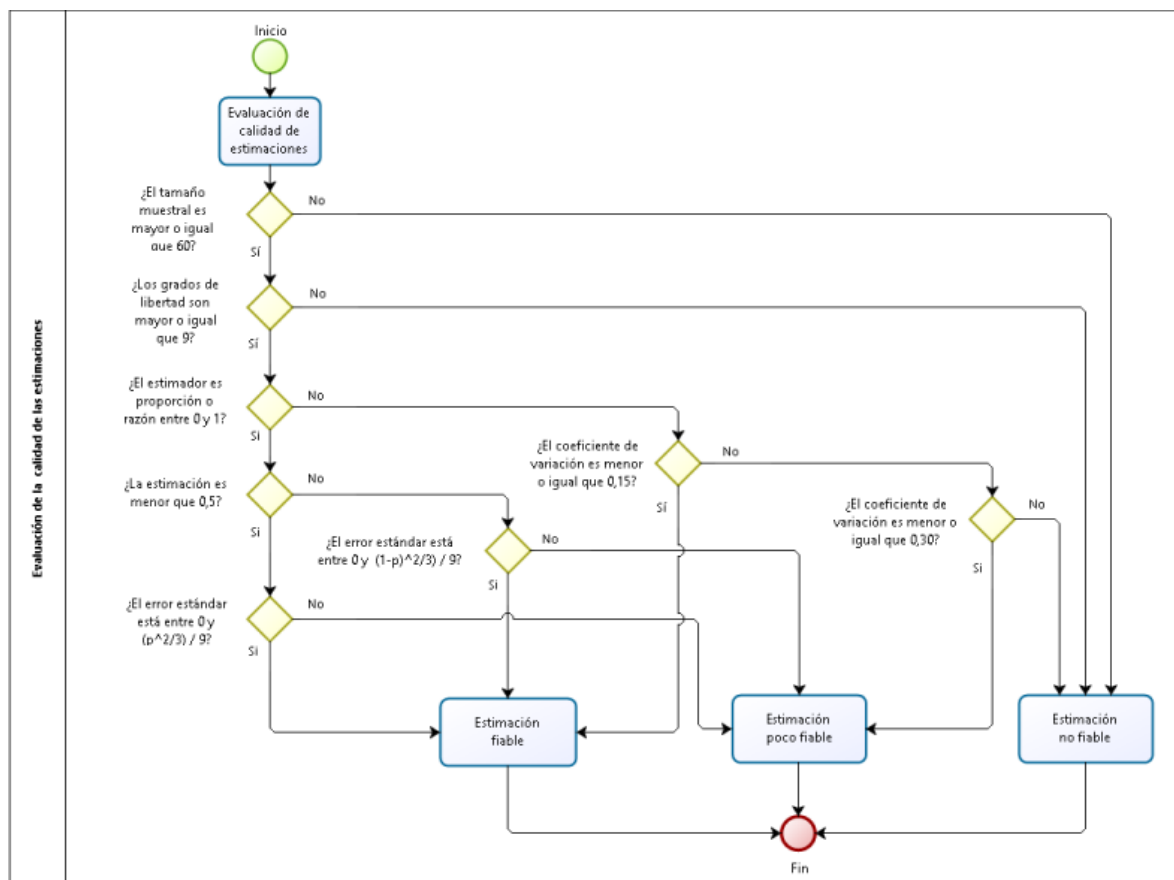 Evaluación de la calidad de las estimaciones
Inicio
Evaluación de
calidad de
estimaciones
¿El tamaño
muestral es
mayor o igual
que 60?
No
Sí
¿Los grados de
libertad son
mayor o igual
que 9?
No
Sí
¿El estimador es
proporción o
razón entre 0 y 1?
No
Si
¿El coeficiente de
variación es menor
o igual que 0,15?
No
Sí
¿La estimación es
menor que 0,5?
No
Si
¿El coeficiente de
variación es menor o
igual que 0,30?
No
Si
¿El error estándar está
entre 0 y (1-p)^2/3) / 9?
No
Si
¿El error estándar
está entre 0 y
(p^2/3) / 9?
No
Si
Estimación
fiable
Estimación
poco fiable
Estimación
no fiable
Fin